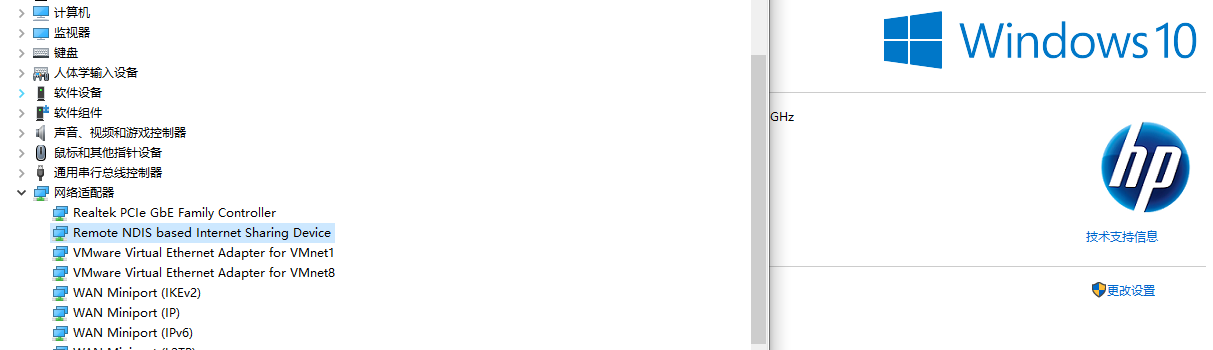 计算机
监视器
键盘
人体学输入设备
软件设备
软件组件
声音、视频和游戏控制器
鼠标和其他指针设备
通用串行总线控制器
网络适配器
Realtek PCIe GbE Family Controller
Remote NDIS based Internet Sharing Device
VMware Virtual Ethernet Adapter for VMnet1
VMware Virtual Ethernet Adapter for VMnet8
WAN Miniport (IKEv2)
WAN Miniport (IP)
WAN Miniport (IPv6)
Windows 10
GHz
hp
技术支持信息
更改设置